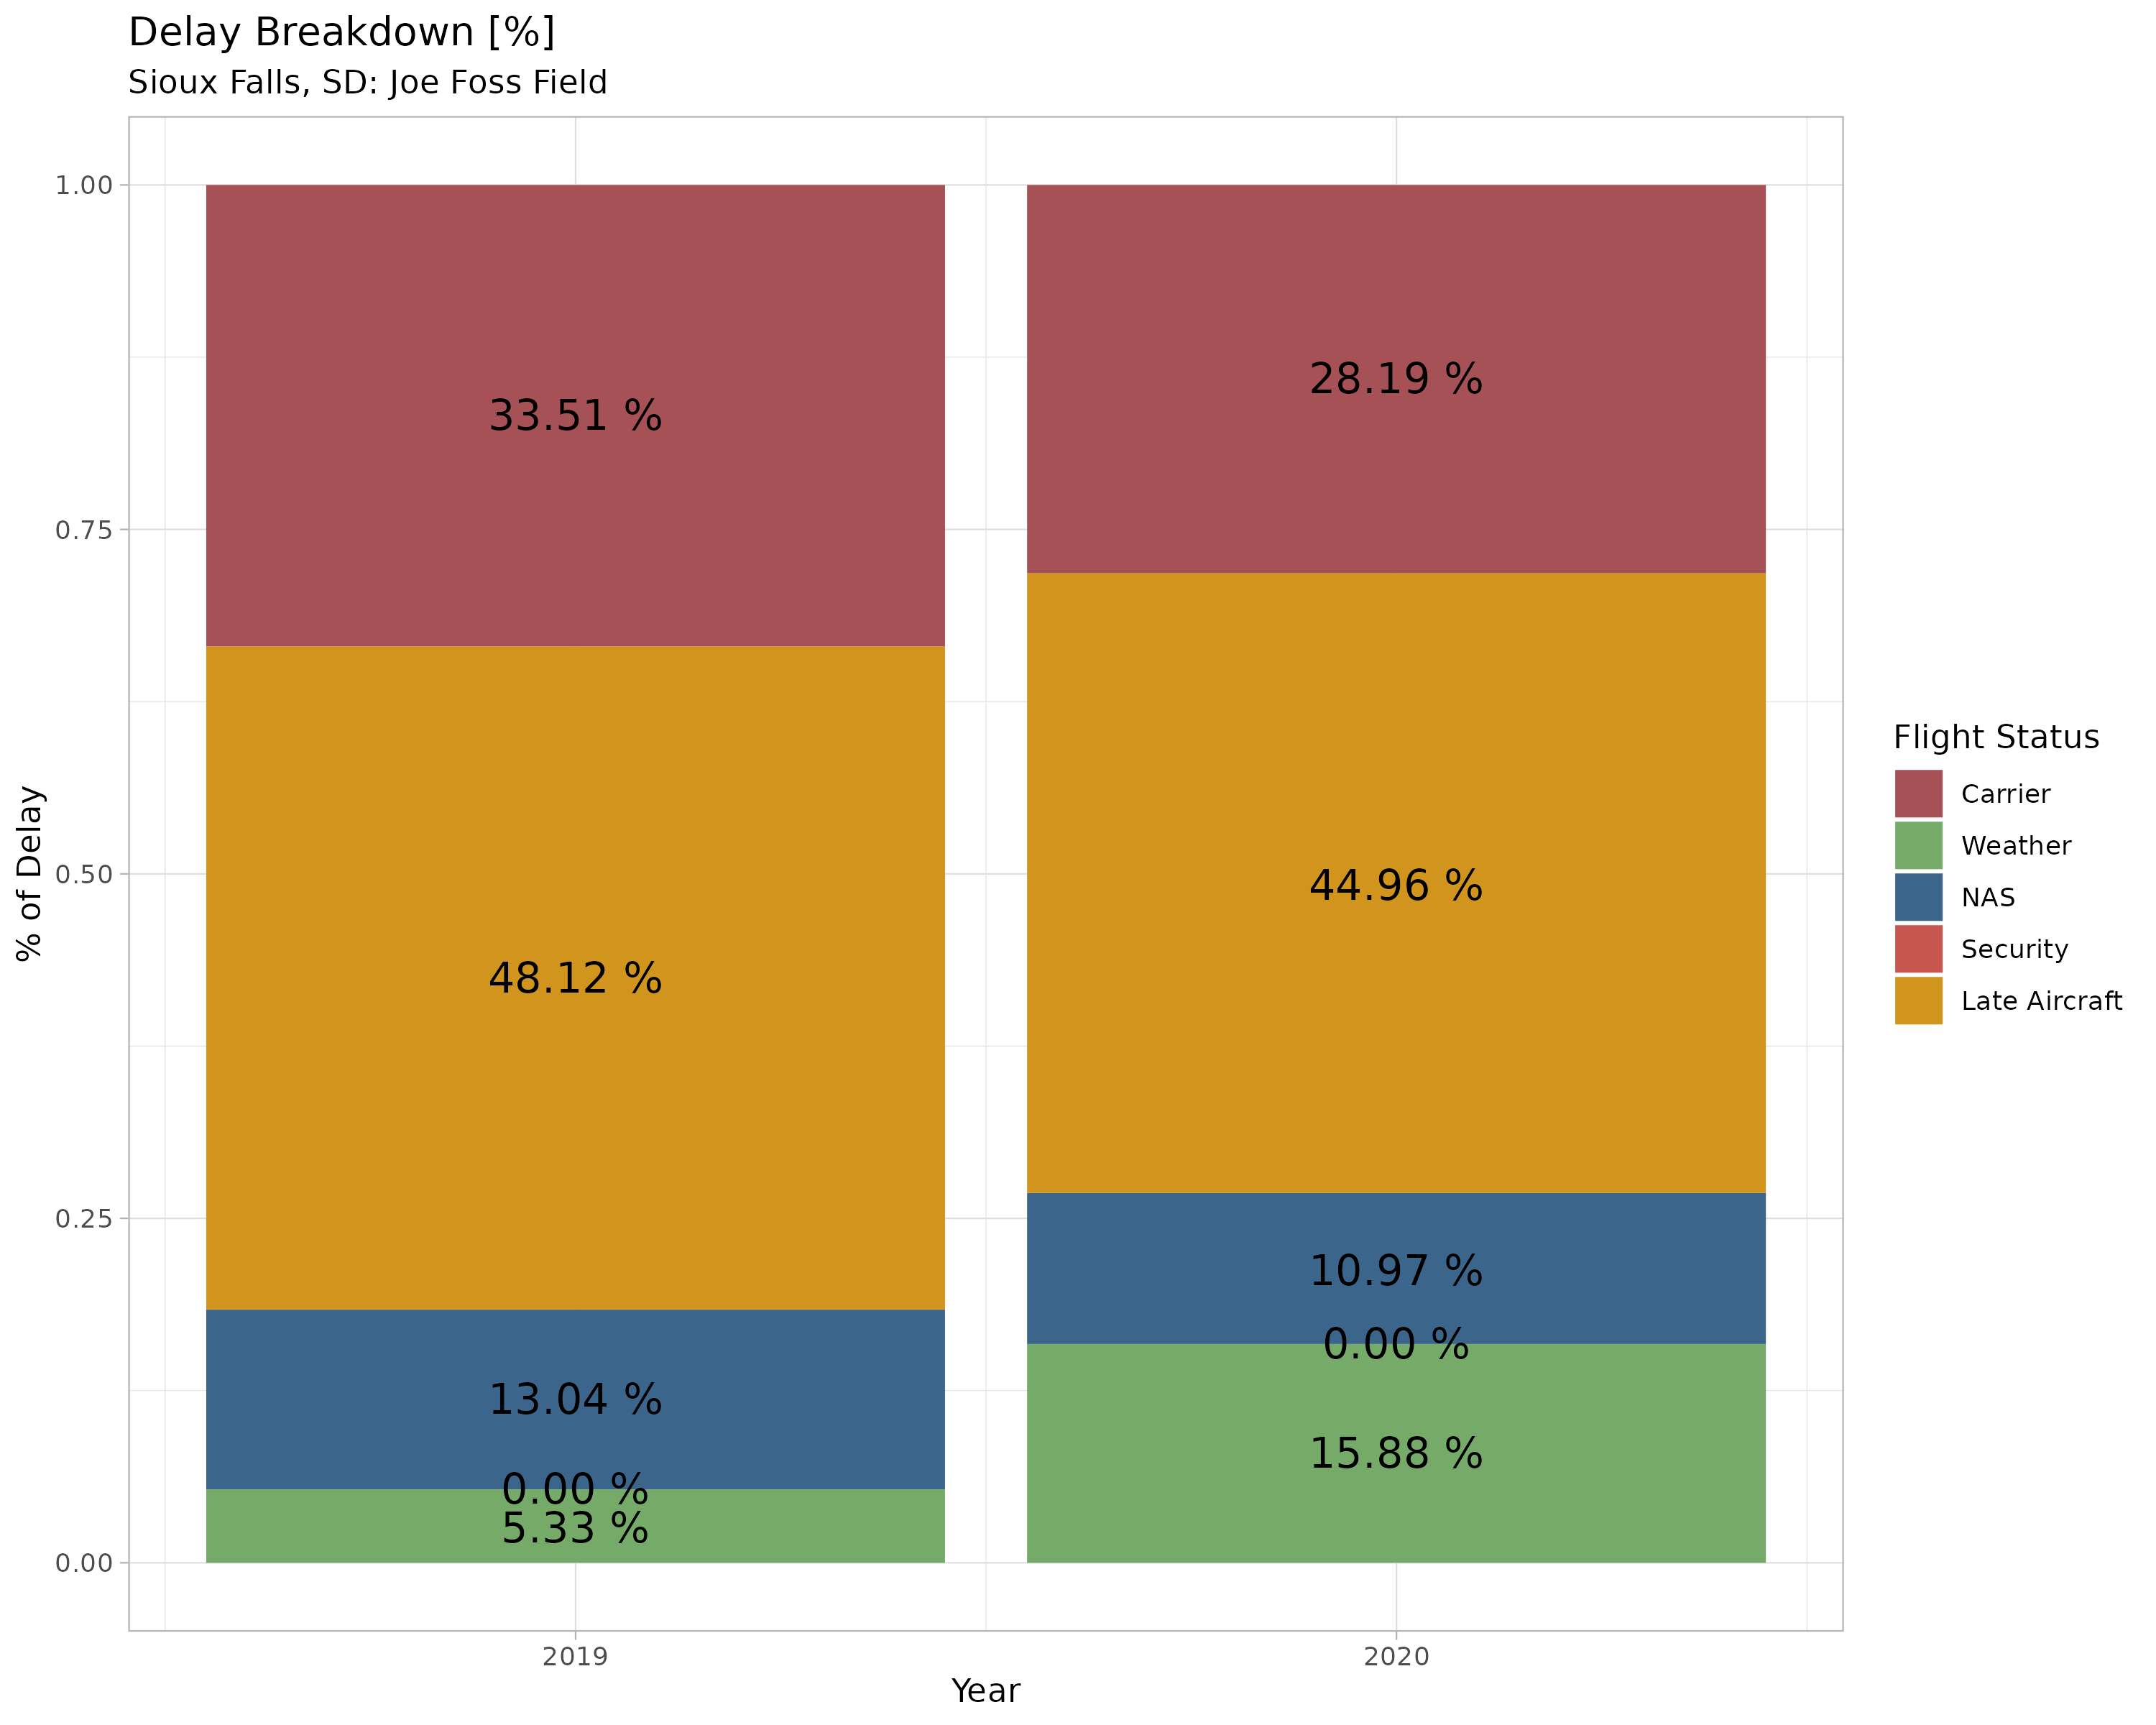 Delay Breakdown [%]
Sioux Falls, SD: Joe Foss Field
% of Delay
1.00
0.75
0.50
0.25
0.00
33.51 %
48.12 %
13.04 %
0.00 %
5.33 %
28.19 %
44.96 %
10.97 %
0.00 %
15.88 %
2019
2020
Year
Flight Status
Carrier
Weather
NAS
Security
Late Aircraft